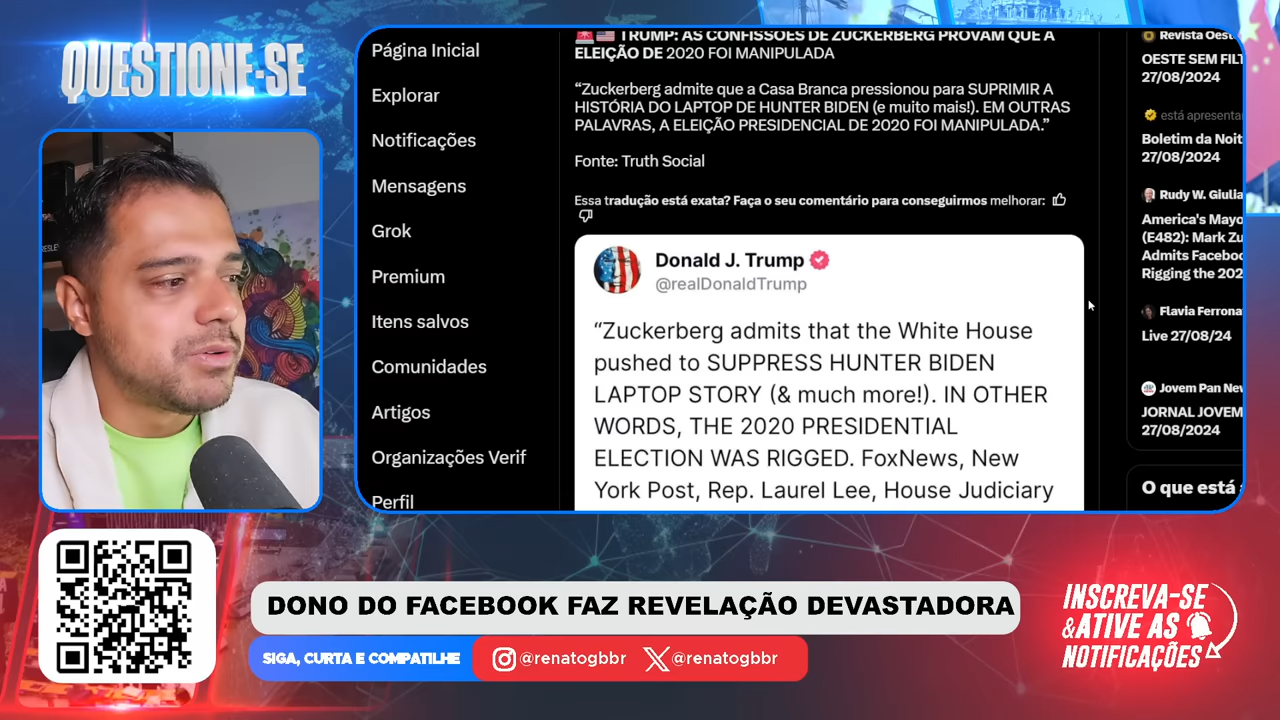 QUESTIONE-SE
Página Inicial
Explorar
Notificações
Mensagens
Grok
Premium
Itens salvos
Comunidades
Artigos
Organizações Verif
Perfil
TRUMP: AS CONFISSÕES DE ZUCKERBERG PROVAM QUE A
ELEIÇÃO DE 2020 FOI MANIPULADA
“Zuckerberg admite que a Casa Branca pressionou para SUPRIMIR A
HISTÓRIA DO LAPTOP DE HUNTER BIDEN (e muito mais!). EM OUTRAS
PALAVRAS, A ELEIÇÃO PRESIDENCIAL DE 2020 FOI MANIPULADA.”
Fonte: Truth Social
Essa tradução está exata? Faça o seu comentário para conseguirmos melhorar:
Donald J. Trump
@realDonaldTrump
“Zuckerberg admits that the White House
pushed to SUPPRESS HUNTER BIDEN
LAPTOP STORY (& much more!). IN OTHER
WORDS, THE 2020 PRESIDENTIAL
ELECTION WAS RIGGED. FoxNews, New
York Post, Rep. Laurel Lee, House Judiciary
Revista Oest
OESTE SEM FILT
27/08/2024
está apresenta
Boletim da Noit
27/08/2024
Rudy W. Giulia
America's Mayo
(E482): Mark Zu
Admits Faceboo
Rigging the 202
Flavia Ferrona
Live 27/08/24
Jovem Pan New
JORNAL JOVEM
27/08/2024
O que está
DONO DO FACEBOOK FAZ REVELAÇÃO DEVASTADORA
SIGA, CURTA E COMPATILHE
@renatogbbr
@renatogbbr
INSCREVA-SE
&ATIVE AS
NOTIFICAÇÕES